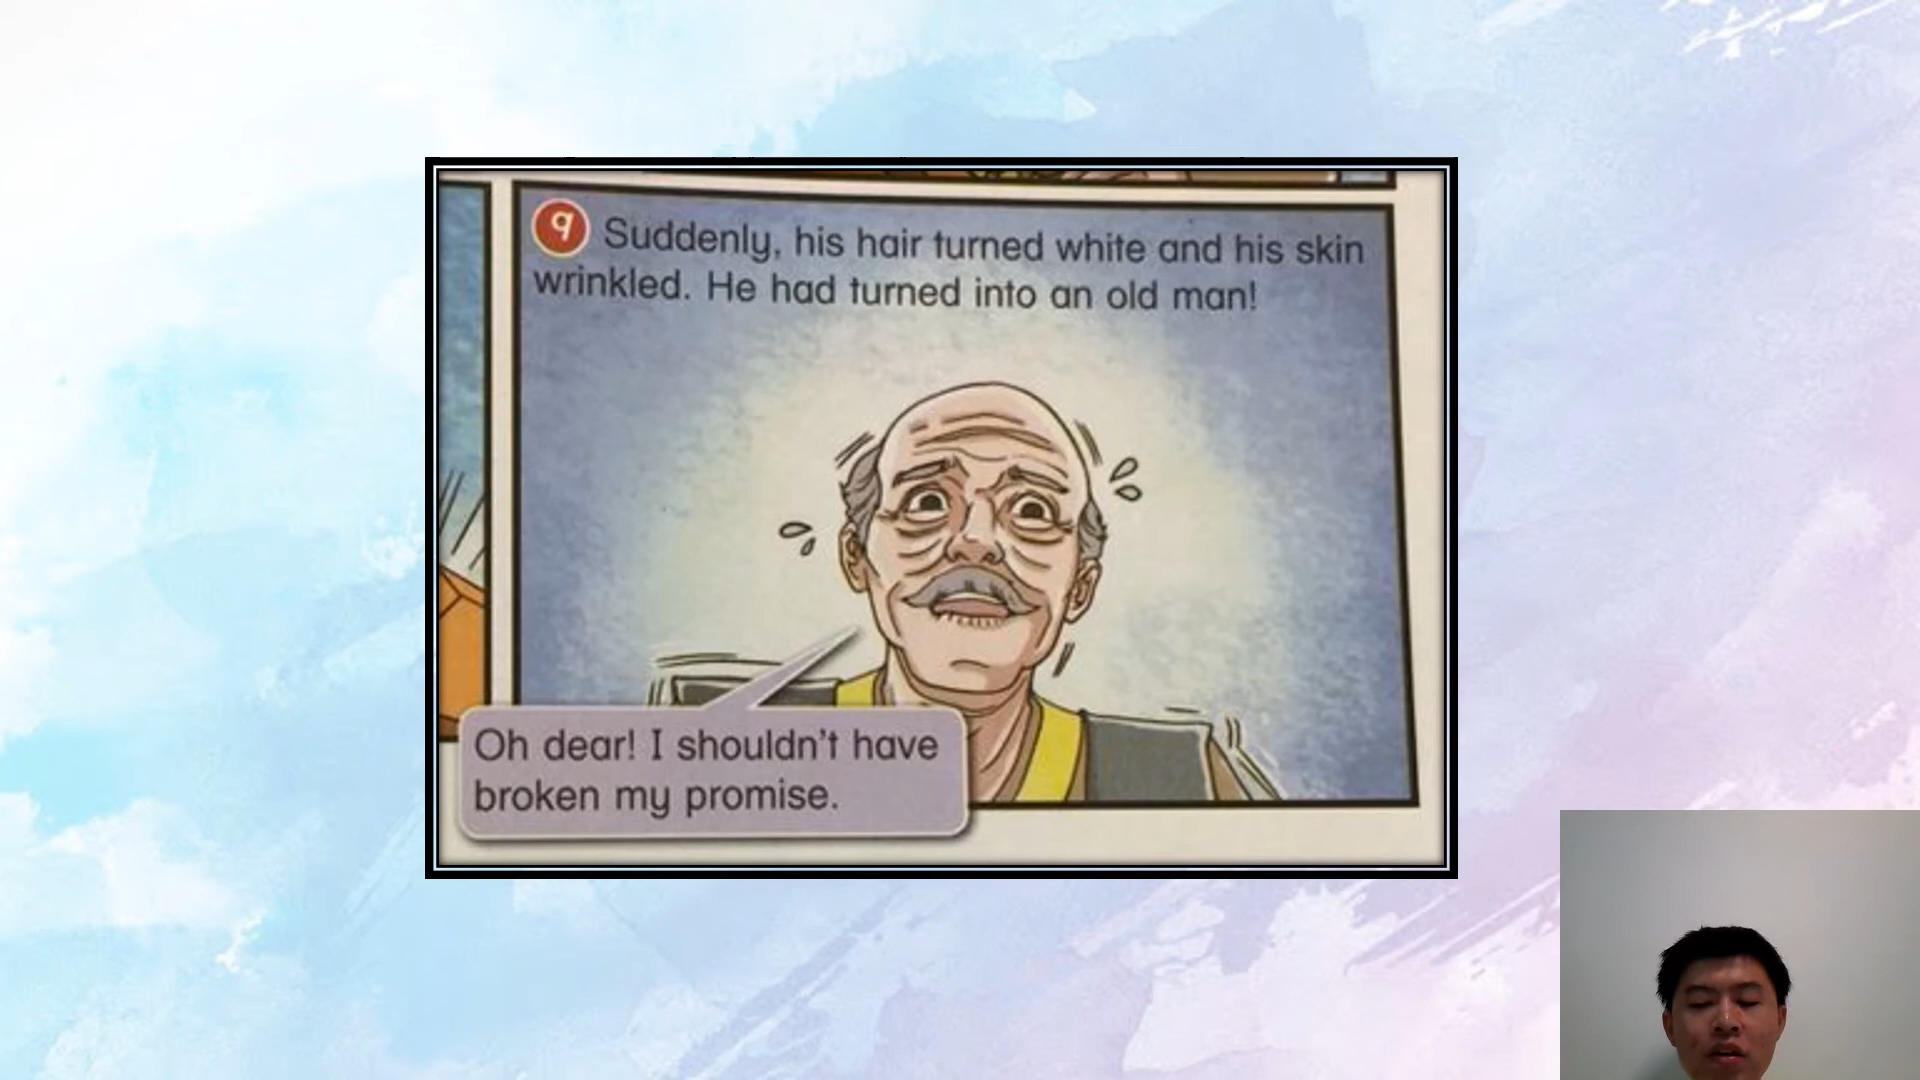 9 Suddenly, his hair turned white and his skin
wrinkled. He had turned into an old man!
Oh dear! I shouldn't have
broken my promise.